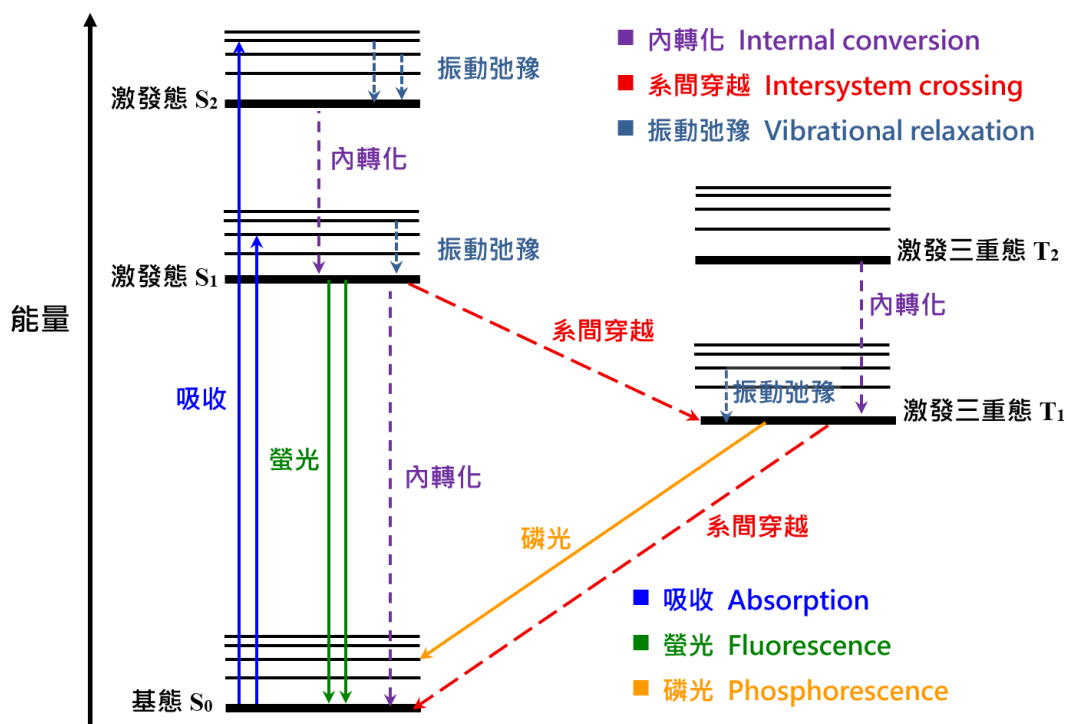 ■ 內轉化 Internal conversion
■ 系間穿越 Intersystem crossing
■ 振動弛豫 Vibrational relaxation
振動弛豫
激發態 S₂
內轉化
振動弛豫
激發態 S₁
激發三重態 T₂
能量
內轉化
系間穿越
吸收
振動弛豫
激發三重態 T₁
螢光
內轉化
磷光
系間穿越
■ 吸收 Absorption
■ 螢光 Fluorescence
■ 磷光 Phosphorescence
基態 S₀